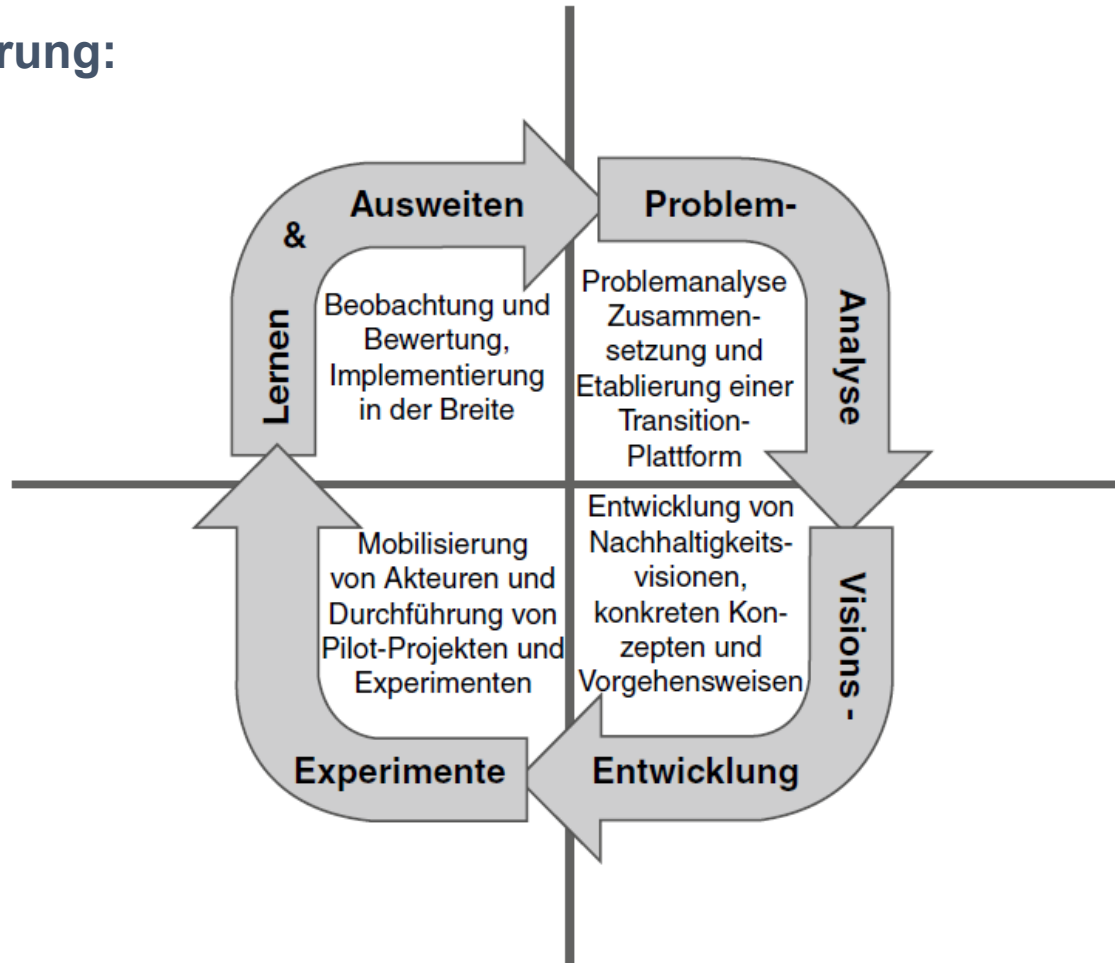 rung:
Ausweiten
&
Lernen
Beobachtung und
Bewertung,
Implementierung
in der Breite
Problem-
Analyse
Problemanalyse
Zusammen-
setzung und
Etablierung einer
Transition-
Plattform
Entwicklung von
Nachhaltigkeits-
visionen,
konkreten Kon-
zepten und
Vorgehensweisen
Visions -
Entwicklung
Mobilisierung
von Akteuren und
Durchführung von
Pilot-Projekten und
Experimenten
Experimente